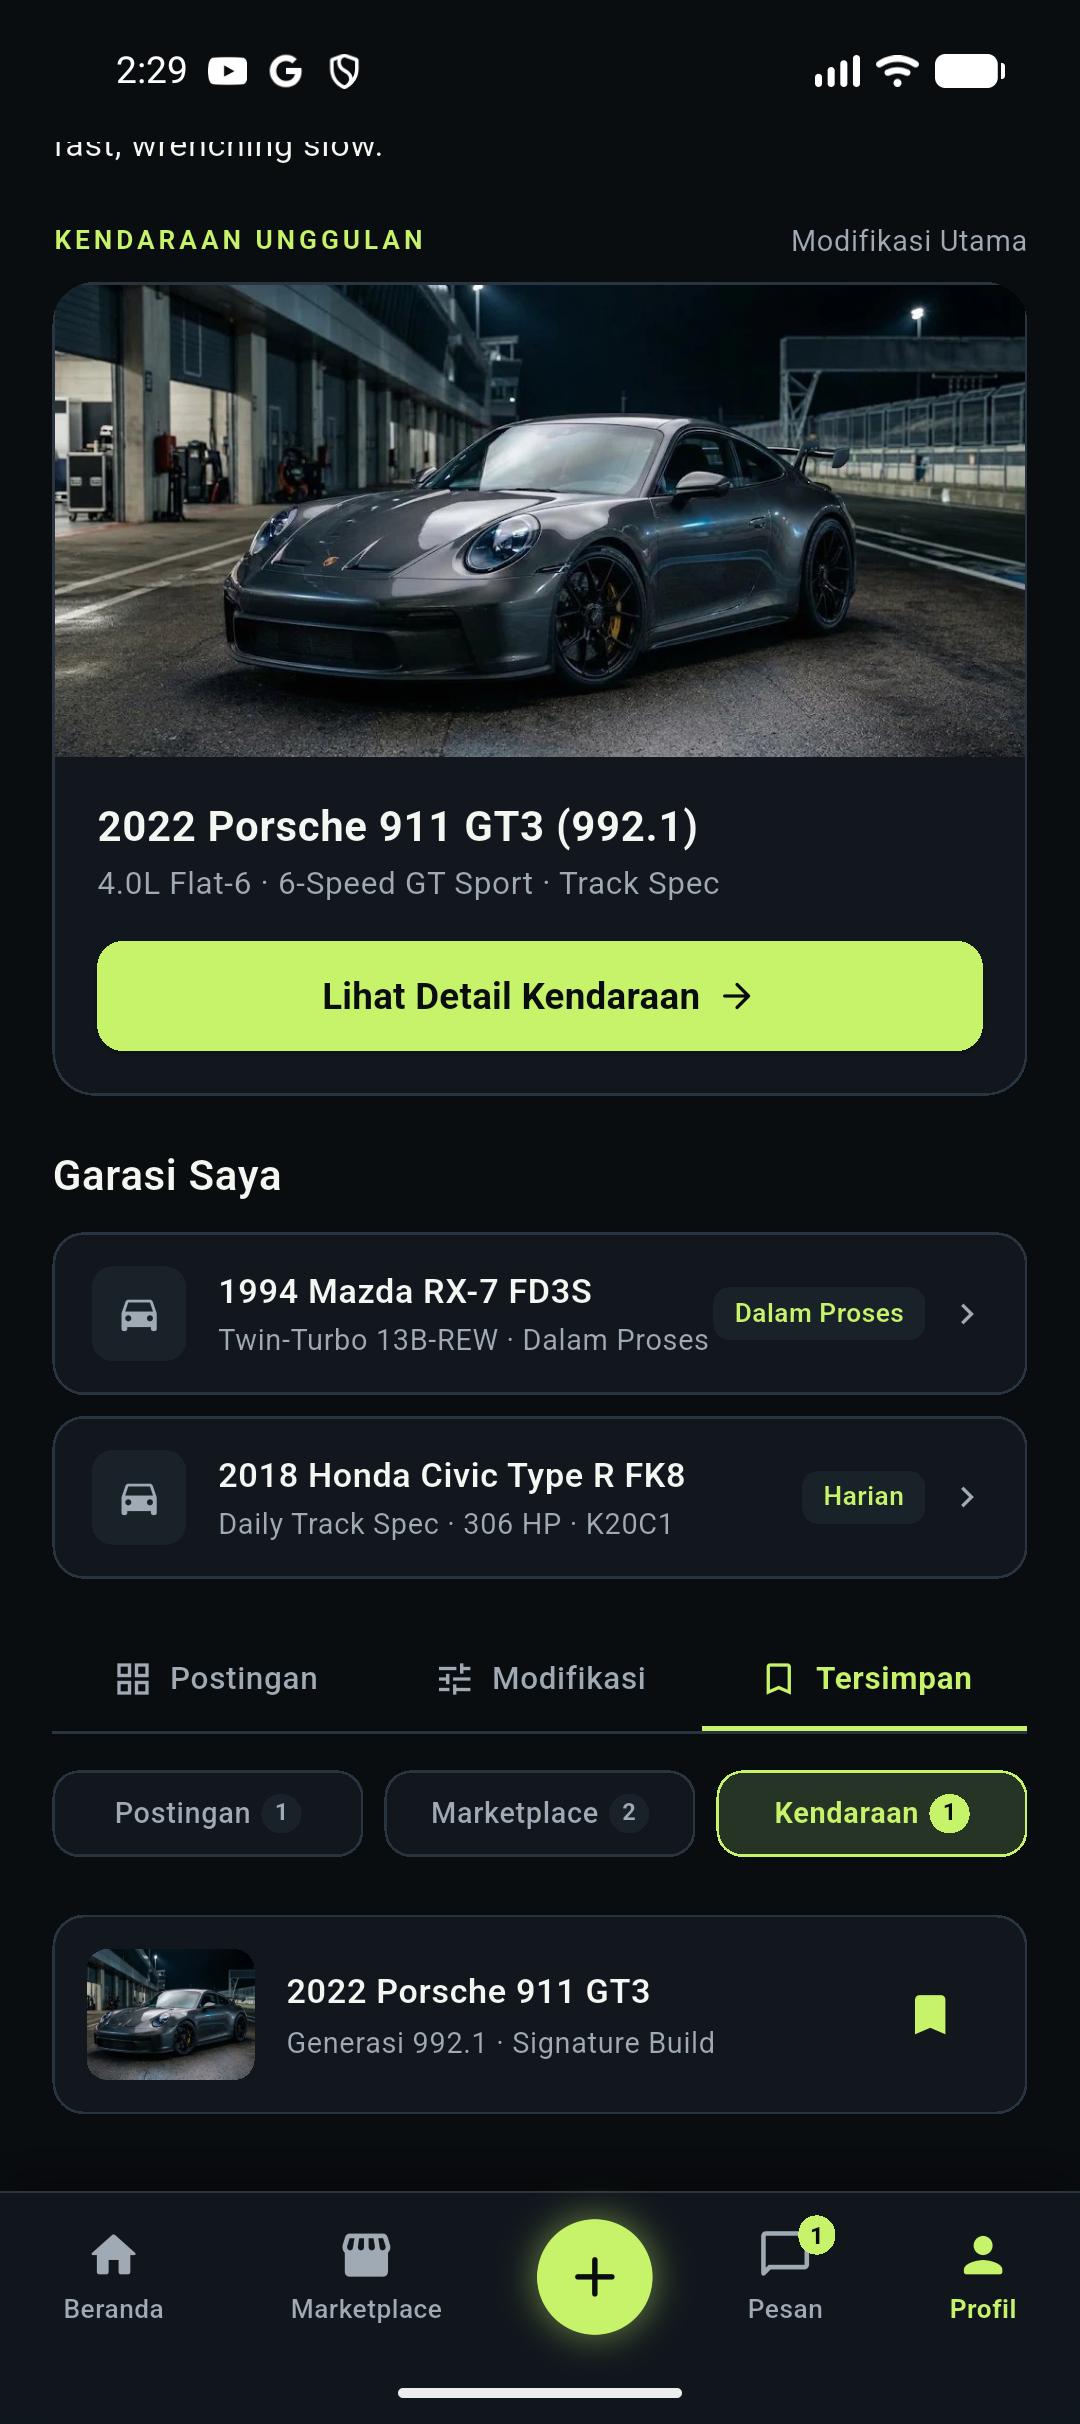 2:29
fast, wrenching slow.
KENDARAAN UNGGULAN
Modifikasi Utama
2022 Porsche 911 GT3 (992.1)
4.0L Flat-6 · 6-Speed GT Sport · Track Spec
Lihat Detail Kendaraan →
Garasi Saya
1994 Mazda RX-7 FD3S
Twin-Turbo 13B-REW · Dalam Proses
Dalam Proses
2018 Honda Civic Type R FK8
Daily Track Spec · 306 HP · K20C1
Harian
Postingan
Modifikasi
Tersimpan
Postingan 1
Marketplace 2
Kendaraan 1
2022 Porsche 911 GT3
Generasi 992.1 · Signature Build
1
Beranda
Marketplace
Pesan
Profil